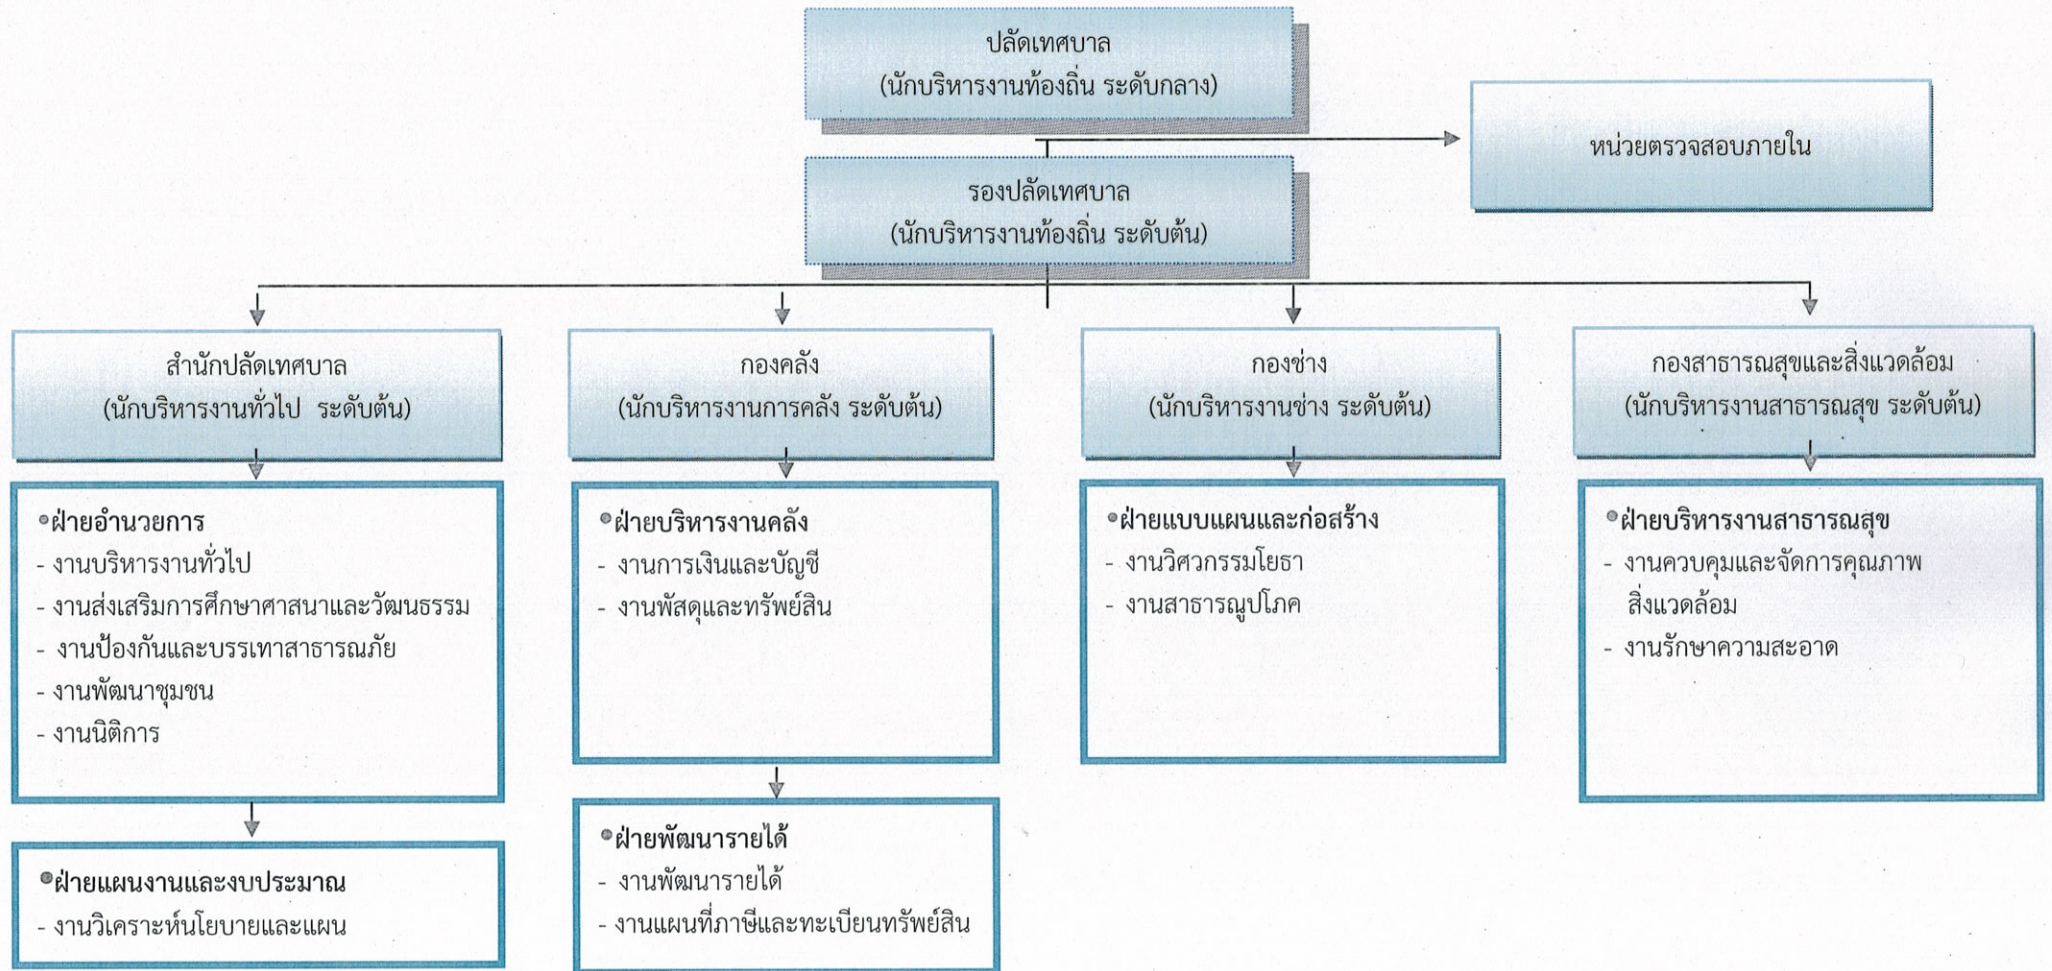 ปลัดเทศบาล
(นักบริหารงานท้องถิ่น ระดับกลาง)
หน่วยตรวจสอบภายใน
รองปลัดเทศบาล
(นักบริหารงานท้องถิ่น ระดับต้น)
สำนักปลัดเทศบาล
(นักบริหารงานทั่วไป ระดับต้น)
กองคลัง
(นักบริหารงานการคลัง ระดับต้น)
กองช่าง
(นักบริหารงานช่าง ระดับต้น)
กองสาธารณสุขและสิ่งแวดล้อม
(นักบริหารงานสาธารณสุข ระดับต้น)
ฝ่ายอำนวยการ
- งานบริหารงานทั่วไป
- งานส่งเสริมการศึกษาศาสนาและวัฒนธรรม
- งานป้องกันและบรรเทาสาธารณภัย
- งานพัฒนาชุมชน
- งานนิติการ
ฝ่ายแผนงานและงบประมาณ
- งานวิเคราะห์นโยบายและแผน
ฝ่ายบริหารงานคลัง
- งานการเงินและบัญชี
- งานพัสดุและทรัพย์สิน
ฝ่ายพัฒนารายได้
- งานพัฒนารายได้
- งานแผนที่ภาษีและทะเบียนทรัพย์สิน
ฝ่ายแบบแผนและก่อสร้าง
- งานวิศวกรรมโยธา
- งานสาธารณูปโภค
ฝ่ายบริหารงานสาธารณสุข
- งานควบคุมและจัดการคุณภาพ
สิ่งแวดล้อม
- งานรักษาความสะอาด